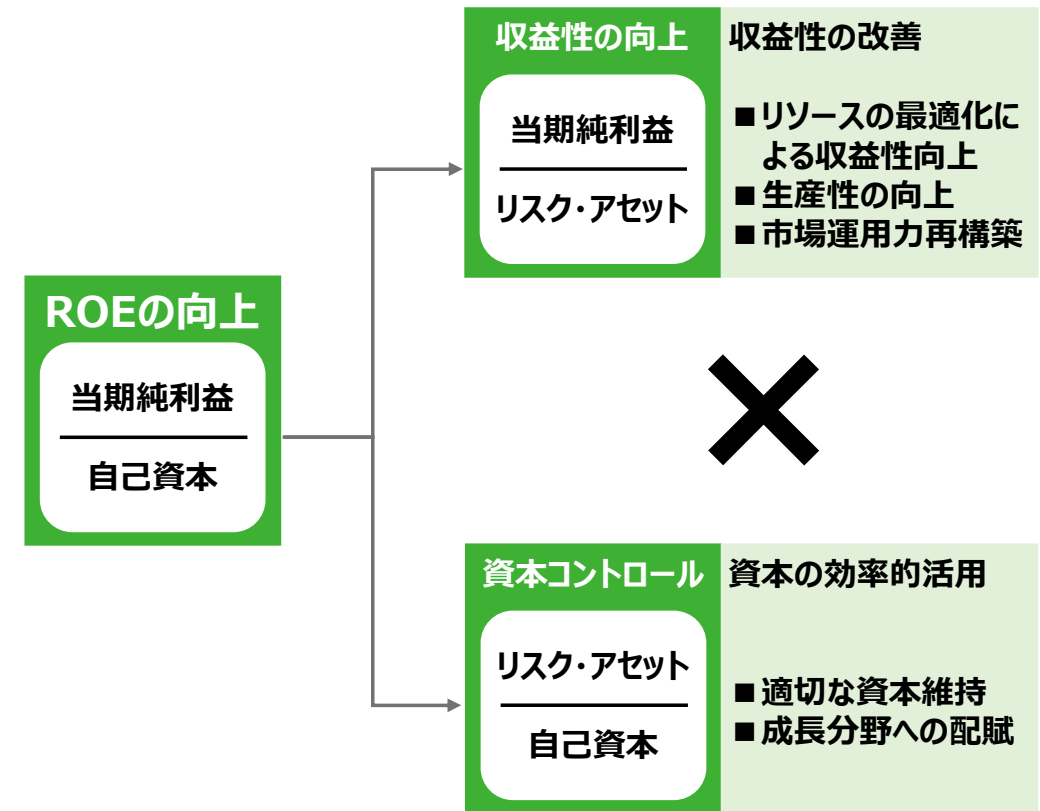 ROEの向上
当期純利益
自己資本
収益性の向上
当期純利益
リスク・アセット
収益性の改善
■リソースの最適化に
よる収益性向上
■生産性の向上
■市場運用力再構築
資本コントロール
リスク・アセット
自己資本
資本の効率的活用
■適切な資本維持
■成長分野への配賦